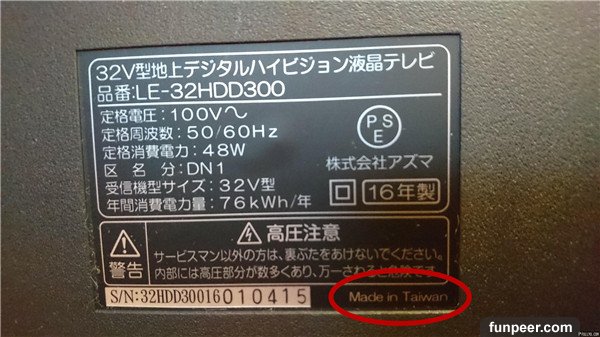 32V型地上デジタルハイビジョン液晶テレビ
品番:LE-32HDD300
定格電圧:100V～
定格周波数:50/60Hz
定格消費電力:48W
区分名:DN1
受信機型サイズ:32V型
年間消費電力量:76kWh/年
PSE
株式会社アズマ
16年製
警告
高圧注意
サービスマン以外の方は、裏ぶたをあけないでください。
内部には高圧部分が数多くあり、万一さわると危険です。
S/N:32HDD30016010415
Made in Taiwan
funpeer.com